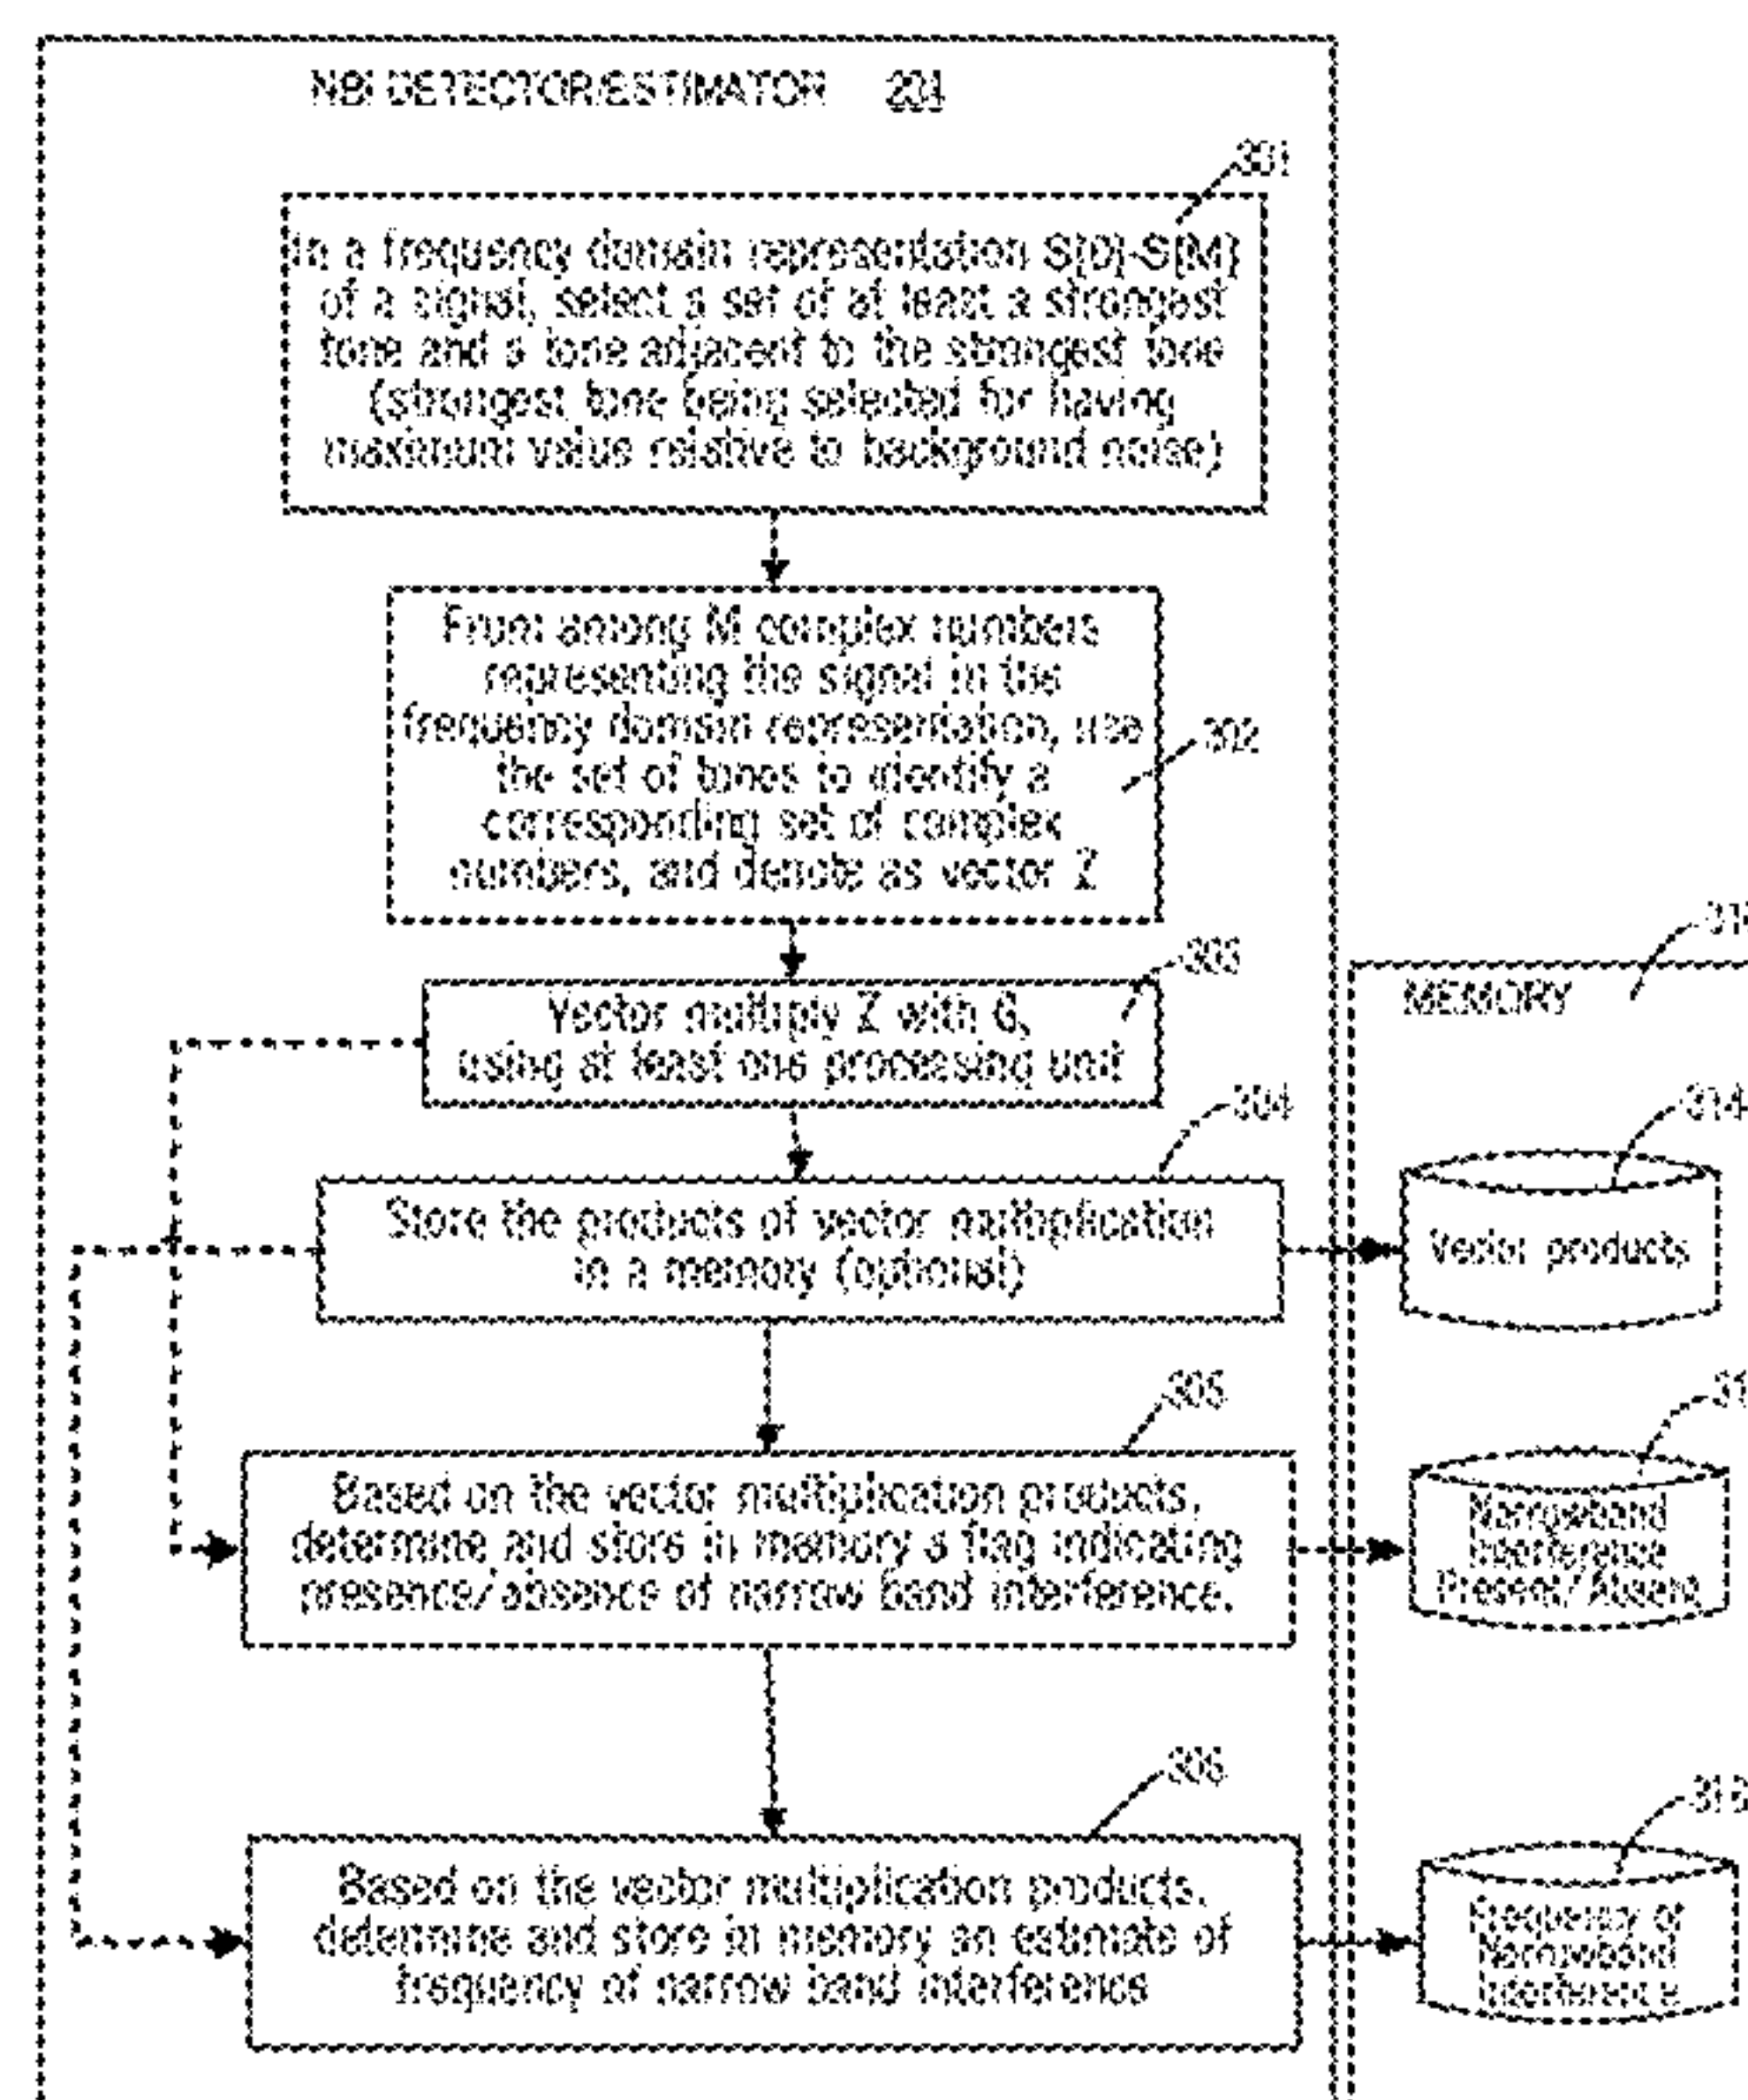 NBI DETECTOR/ESTIMATOR
301
In a frequency domain representation S[0]-S[M]
of a signal, select a set of at least a strongest
tone and a tone adjacent to the strongest tone
(strongest tone being selected for having
maximum value relative to background noise)
From among M complex numbers
representing the signal in the
frequency domain representation, use
the set of tones to identify a
corresponding set of complex
numbers, and denote as vector Z
302
303
Vector multiply Z with G,
using at least one processing unit
MEMORY
304
314
Store the products of vector multiplication
in a memory (optional)
Vector products
305
Based on the vector multiplication products,
determine and store in memory a flag indicating
presence/absence of narrow band interference.
Narrowband
Interference
Present/Absent
306
316
Based on the vector multiplication products,
determine and store in memory an estimate of
frequency of narrow band interference
Frequency of
Narrowband
Interference